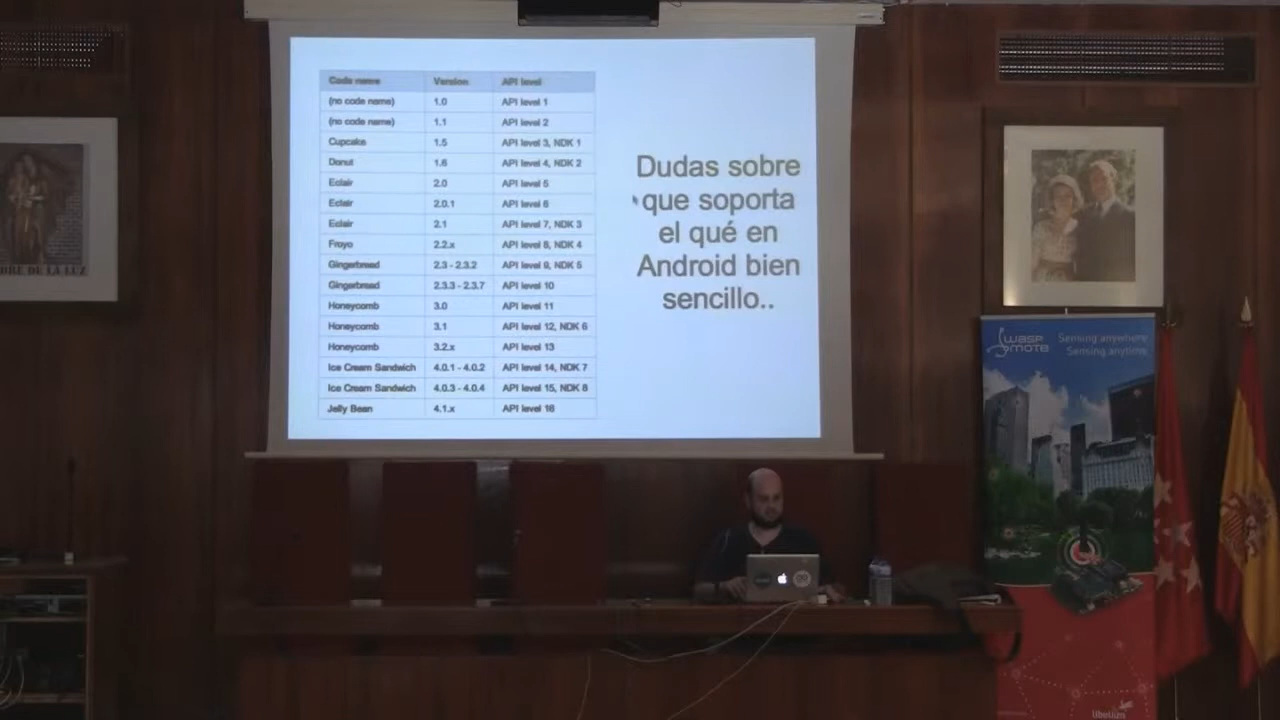 Code name Version API level
(no code name) 1.0 API level 1
(no code name) 1.1 API level 2
Cupcake 1.5 API level 3, NDK 1
Donut 1.6 API level 4, NDK 2
Eclair 2.0 API level 5
Eclair 2.0.1 API level 6
Eclair 2.1 API level 7, NDK 3
Froyo 2.2.x API level 8, NDK 4
Gingerbread 2.3 - 2.3.2 API level 9, NDK 5
Gingerbread 2.3.3 - 2.3.7 API level 10
Honeycomb 3.0 API level 11
Honeycomb 3.1 API level 12, NDK 6
Honeycomb 3.2.x API level 13
Ice Cream Sandwich 4.0.1 - 4.0.2 API level 14, NDK 7
Ice Cream Sandwich 4.0.3 - 4.0.4 API level 15, NDK 8
Jelly Bean 4.1.x API level 16
Dudas sobre
que soporta
el qué en
Android bien
sencillo..
DE LA LUZ
wasp
mote
Sensing anywhere
Sensing anytime
libelium